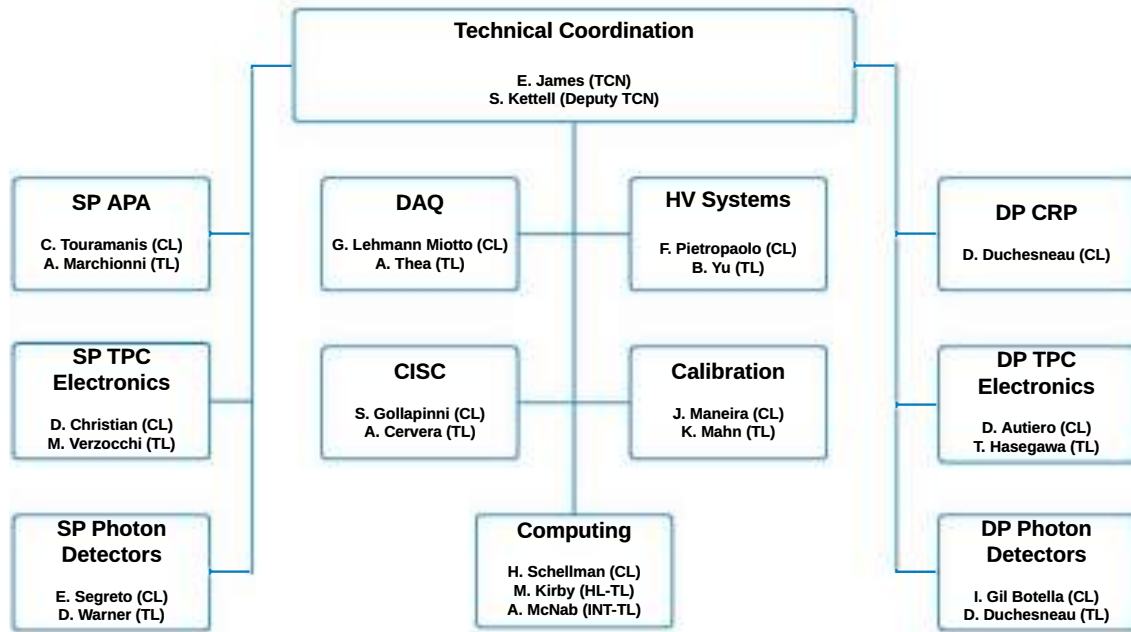 Technical Coordination
E. James (TCN)
S. Kettell (Deputy TCN)
SP APA
C. Touramanis (CL)
A. Marchionni (TL)
DAQ
G. Lehmann Miotto (CL)
A. Thea (TL)
HV Systems
F. Pietropaolo (CL)
B. Yu (TL)
DP CRP
D. Duchesneau (CL)
SP TPC
Electronics
D. Christian (CL)
M. Verzocchi (TL)
CISC
S. Gollapinni (CL)
A. Cervera (TL)
Calibration
J. Maneira (CL)
K. Mahn (TL)
DP TPC
Electronics
D. Autiero (CL)
T. Hasegawa (TL)
SP Photon
Detectors
E. Segreto (CL)
D. Warner (TL)
Computing
H. Schellman (CL)
M. Kirby (HL-TL)
A. McNab (INT-TL)
DP Photon
Detectors
I. Gil Botella (CL)
D. Duchesneau (TL)